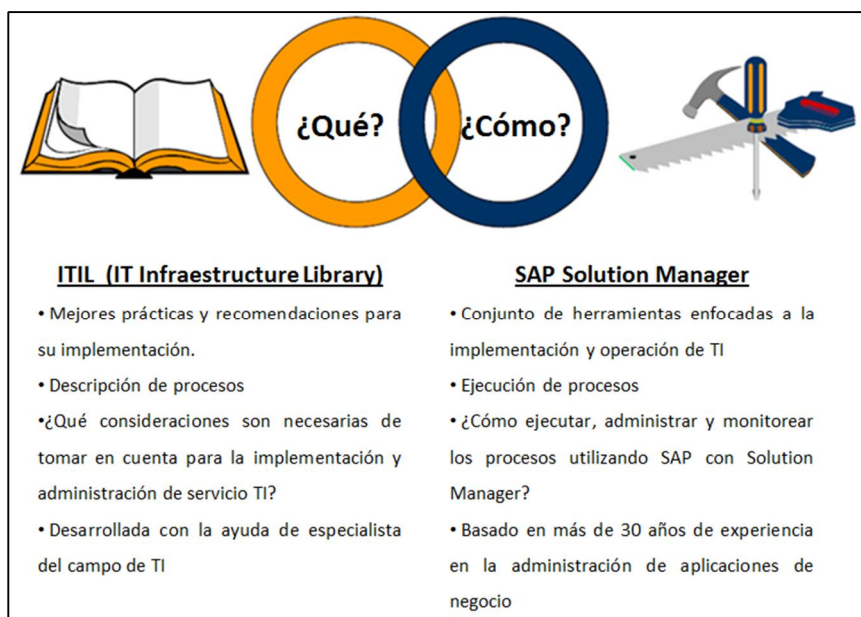 ¿Qué?
¿Cómo?
ITIL (IT Infraestructure Library)
• Mejores prácticas y recomendaciones para
su implementación.
• Descripción de procesos
•¿Qué consideraciones son necesarias de
tomar en cuenta para la implementación y
administración de servicio TI?
• Desarrollada con la ayuda de especialista
del campo de TI
SAP Solution Manager
• Conjunto de herramientas enfocadas a la
implementación y operación de TI
• Ejecución de procesos
• ¿Cómo ejecutar, administrar y monitorear
los procesos utilizando SAP con Solution
Manager?
• Basado en más de 30 años de experiencia
en la administración de aplicaciones de
negocio